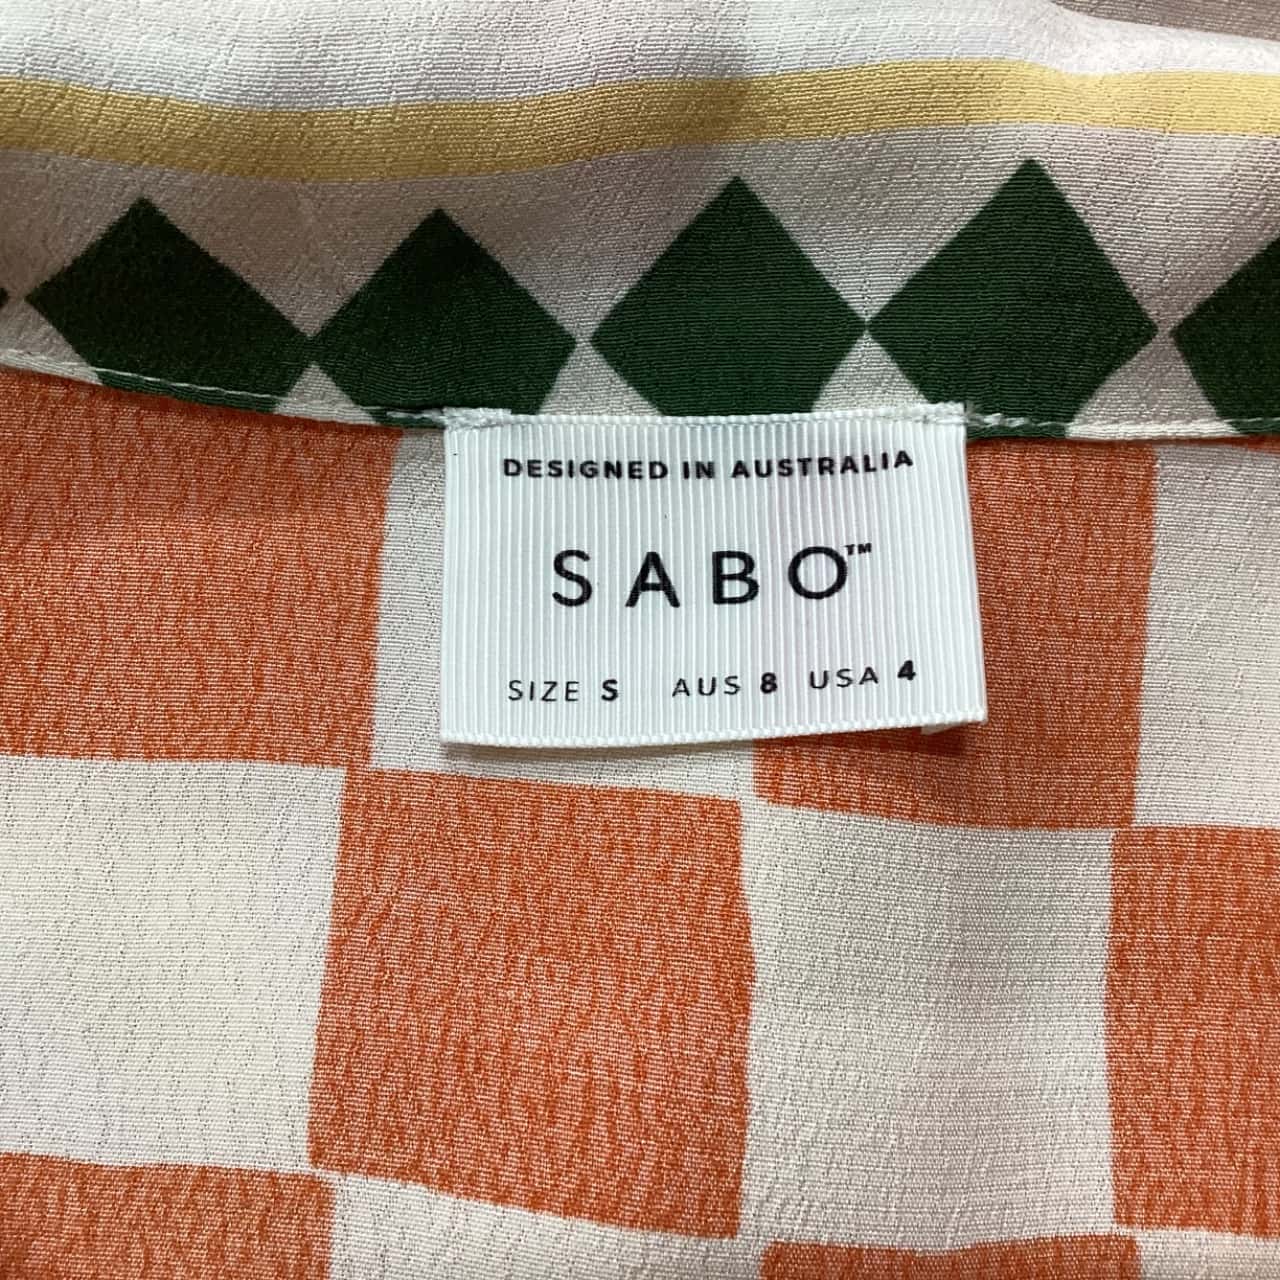 DESIGNED IN AUSTRALIA
SABO™
SIZE S AUS 8 USA 4